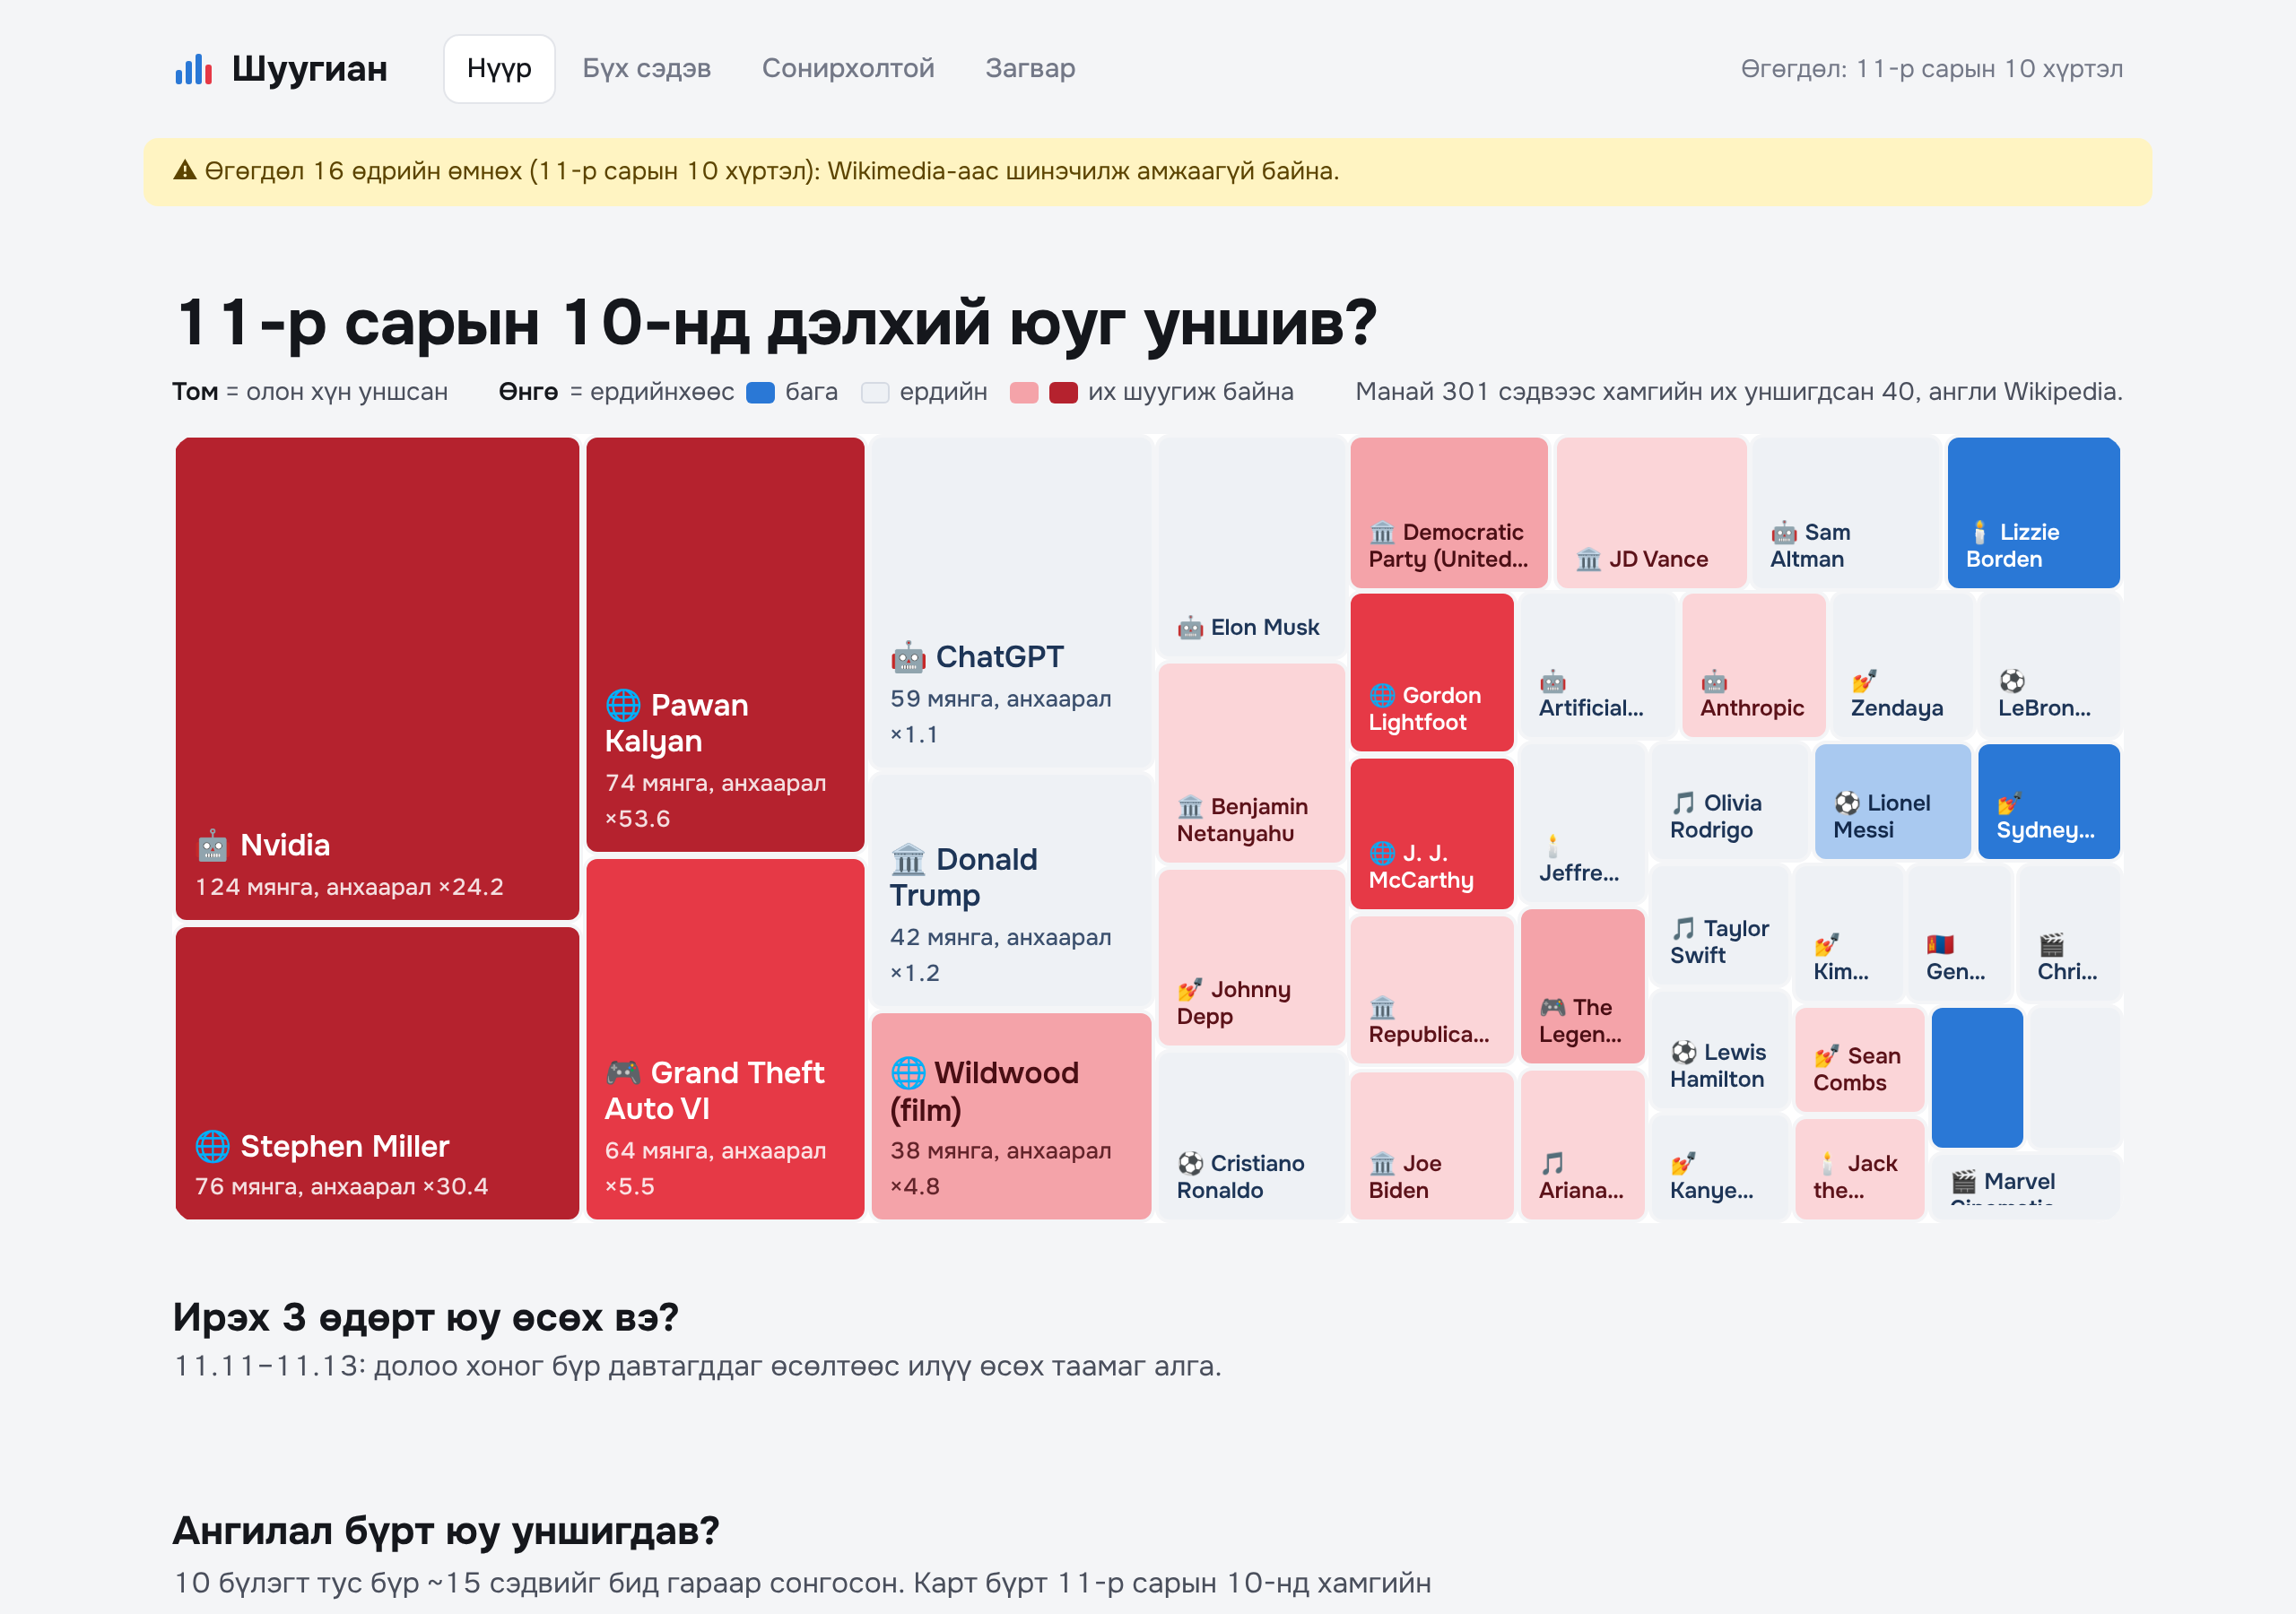 Шуугиан
Нүүр
Бүх сэдэв
Сонирхолтой
Загвар
Өгөгдөл: 11-р сарын 10 хүртэл
⚠ Өгөгдөл 16 өдрийн өмнөх (11-р сарын 10 хүртэл): Wikimedia-аас шинэчилж амжаагүй байна.
11-р сарын 10-нд дэлхий юуг уншив?
Том = олон хүн уншсан
Өнгө = ердийнхөөс бага ердийн их шуугиж байна
Манай 301 сэдвээс хамгийн их уншигдсан 40, англи Wikipedia.
🤖 Nvidia
124 мянга, анхаарал ×24.2
🌐 Stephen Miller
76 мянга, анхаарал ×30.4
🌐 Pawan
Kalyan
74 мянга, анхаарал
×53.6
🎮 Grand Theft
Auto VI
64 мянга, анхаарал
×5.5
🤖 ChatGPT
59 мянга, анхаарал
×1.1
🏛️ Donald
Trump
42 мянга, анхаарал
×1.2
🌐 Wildwood
(film)
38 мянга, анхаарал
×4.8
🤖 Elon Musk
🏛️ Benjamin
Netanyahu
💅 Johnny
Depp
⚽ Cristiano
Ronaldo
🏛️ Democratic
Party (United...
🏛️ JD Vance
🤖 Sam
Altman
🕯️ Lizzie
Borden
🌐 Gordon
Lightfoot
🤖
Artificial...
🤖
Anthropic
💅
Zendaya
⚽
LeBron...
🌐 J. J.
McCarthy
🕯️
Jeffre...
🎵 Olivia
Rodrigo
⚽ Lionel
Messi
💅
Sydney...
🏛️
Republica...
🎮 The
Legen...
🎵 Taylor
Swift
💅
Kim...
🇲🇳
Gen...
🎬
Chri...
⚽ Lewis
Hamilton
💅 Sean
Combs
🏛️ Joe
Biden
🎵
Ariana...
💅
Kanye...
🕯️ Jack
the...
🎬 Marvel
Ирэх 3 өдөрт юу өсөх вэ?
11.11–11.13: долоо хоног бүр давтагддаг өсөлтөөс илүү өсөх таамаг алга.
Ангилал бүрт юу уншигдав?
10 бүлэгт тус бүр ~15 сэдвийг бид гараар сонгосон. Карт бүрт 11-р сарын 10-нд хамгийн